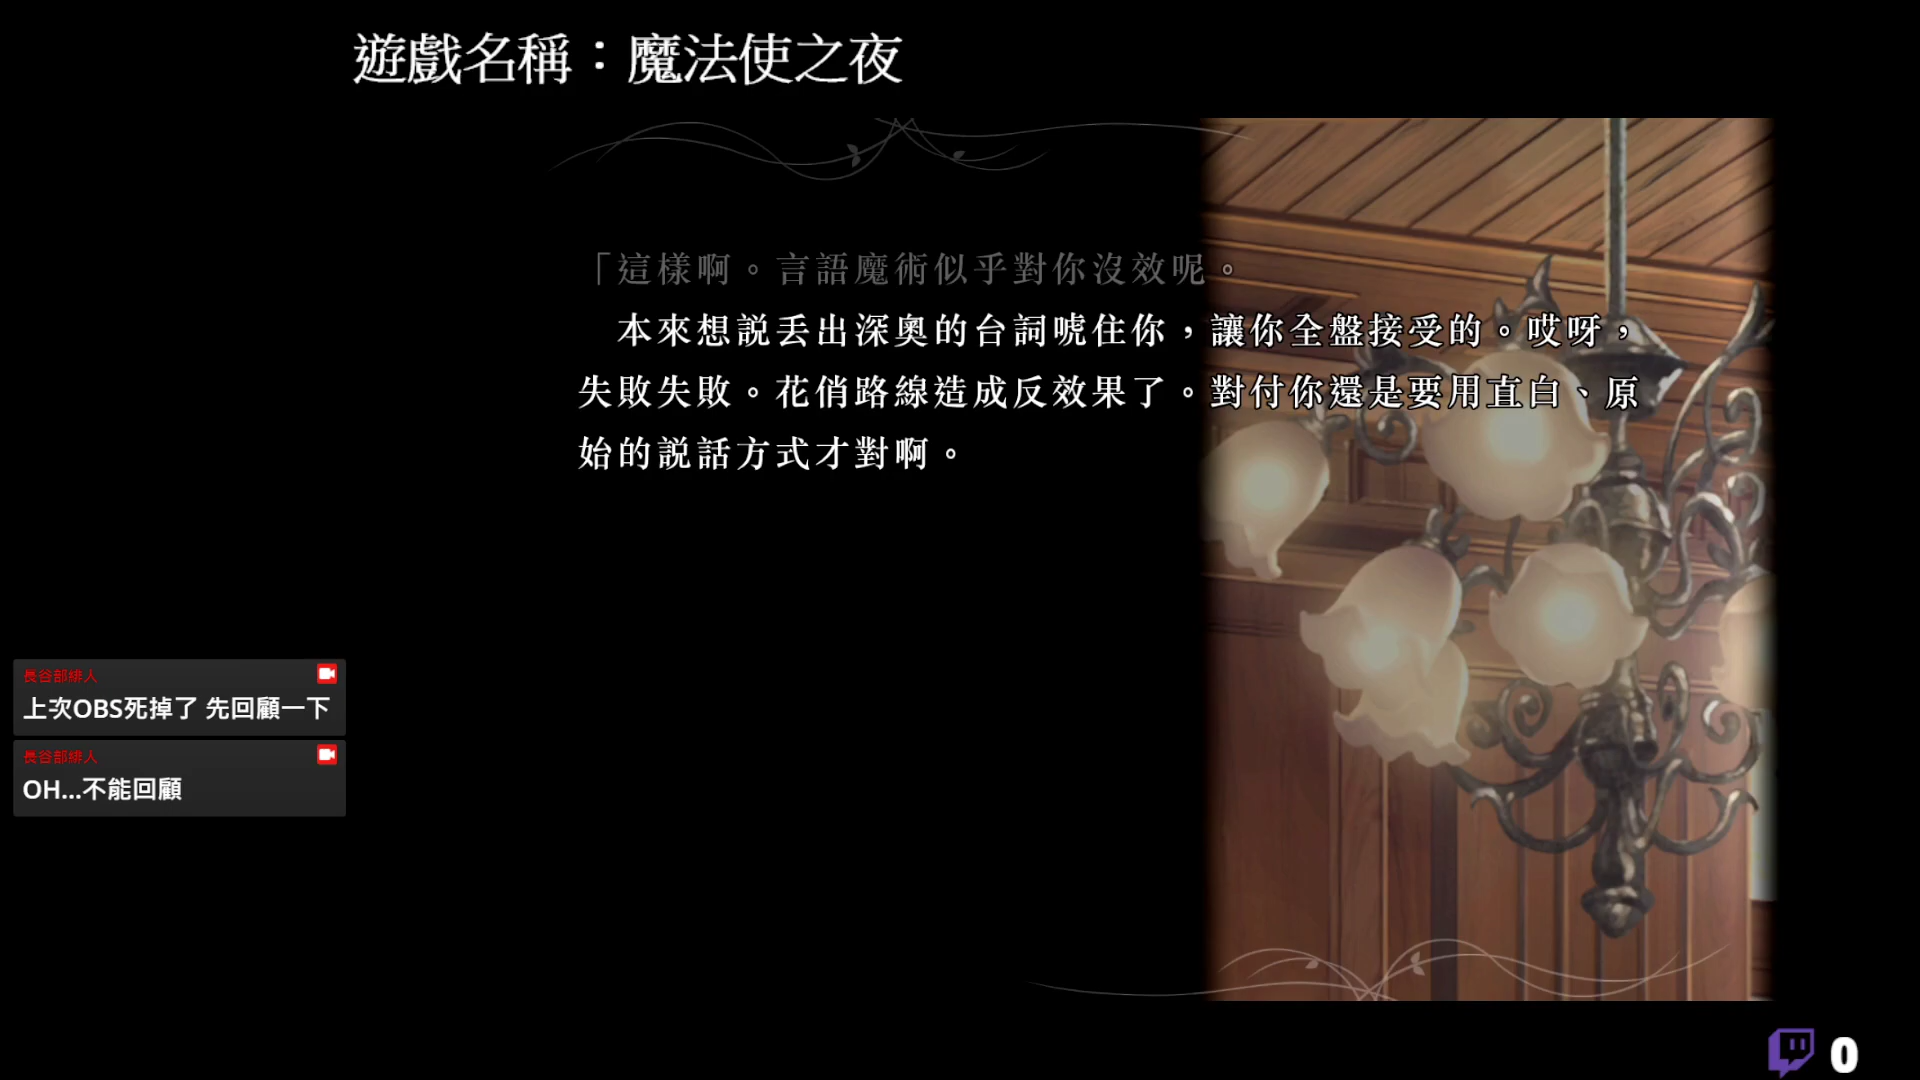 遊戲名稱：魔法使之夜
「這樣啊。言語魔術似乎對你沒效呢。
本來想説丟出深奧的台詞唬住你，讓你全盤接受的。哎呀，
失敗失敗。花俏路線造成反效果了。對付你還是要用直白、原
始的説話方式才對啊。
長谷部緋人
上次OBS死掉了 先回顧一下
長谷部緋人
OH...不能回顧
0